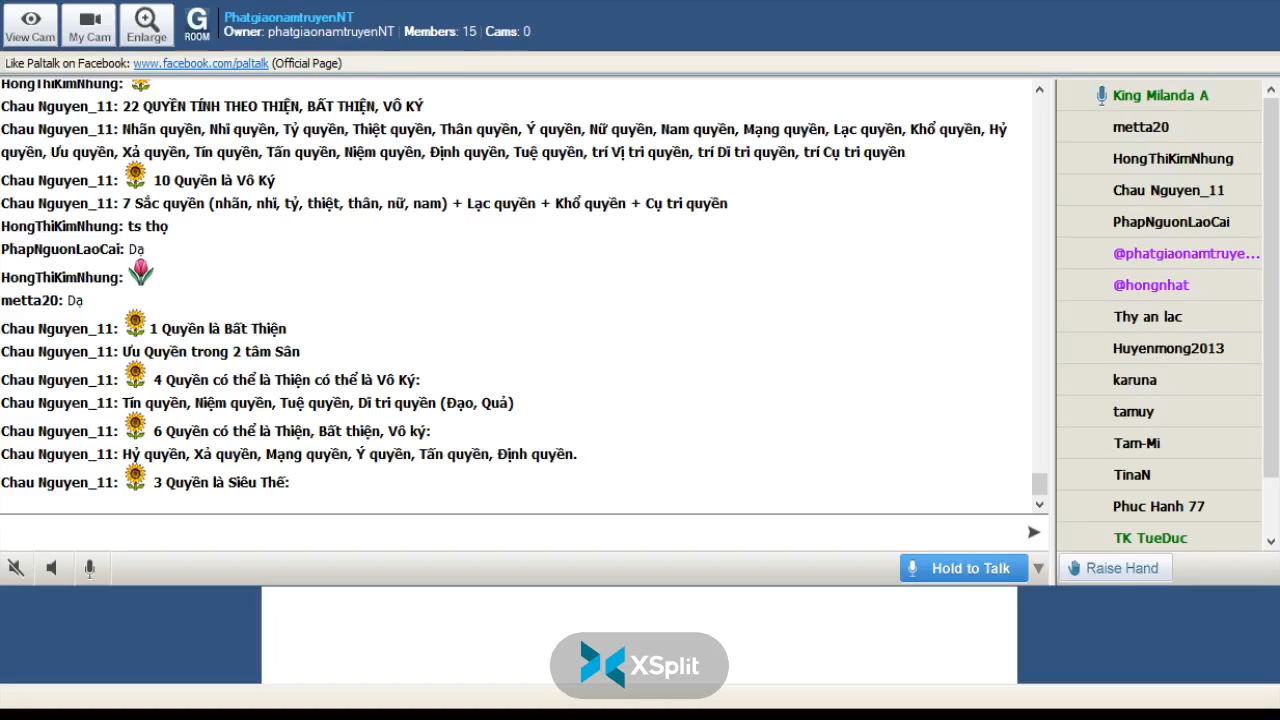 View Cam
My Cam
Enlarge
G
ROOM
PhatgiaonamtruyenNT
Owner: phatgiaonamtruyenNT | Members: 15 | Cams: 0
Like Paltalk on Facebook: www.facebook.com/paltalk (Official Page)
HongThiKimNhung:
Chau Nguyen_11: 22 QUYỀN TÍNH THEO THIỆN, BẤT THIỆN, VÔ KÝ
Chau Nguyen_11: Nhãn quyền, Nhĩ quyền, Tỷ quyền, Thiệt quyền, Thân quyền, Ý quyền, Nữ quyền, Nam quyền, Mạng quyền, Lạc quyền, Khổ quyền, Hỷ
quyền, Ưu quyền, Xả quyền, Tín quyền, Tấn quyền, Niệm quyền, Định quyền, Tuệ quyền, trí Vị tri quyền, trí Dĩ tri quyền, trí Cụ tri quyền
Chau Nguyen_11: 10 Quyền là Vô Ký
Chau Nguyen_11: 7 Sắc quyền (nhãn, nhĩ, tỷ, thiệt, thân, nữ, nam) + Lạc quyền + Khổ quyền + Cụ tri quyền
HongThiKimNhung: ts thọ
PhapNguonLaoCai: Dạ
HongThiKimNhung:
metta20: Dạ
Chau Nguyen_11: 1 Quyền là Bất Thiện
Chau Nguyen_11: Ưu Quyền trong 2 tâm Sân
Chau Nguyen_11: 4 Quyền có thể là Thiện có thể là Vô Ký:
Chau Nguyen_11: Tín quyền, Niệm quyền, Tuệ quyền, Dĩ tri quyền (Đạo, Quả)
Chau Nguyen_11: 6 Quyền có thể là Thiện, Bất thiện, Vô ký:
Chau Nguyen_11: Hỷ quyền, Xả quyền, Mạng quyền, Ý quyền, Tấn quyền, Định quyền.
Chau Nguyen_11: 3 Quyền là Siêu Thế:
King Milanda A
metta20
HongThiKimNhung
Chau Nguyen_11
PhapNguonLaoCai
@phatgiaonamtruye...
@hongnhat
Thy an lac
Huyenmong2013
karuna
tamuy
Tam-Mi
TinaN
Phuc Hanh 77
TK TueDuc
Hold to Talk
Raise Hand
XSplit